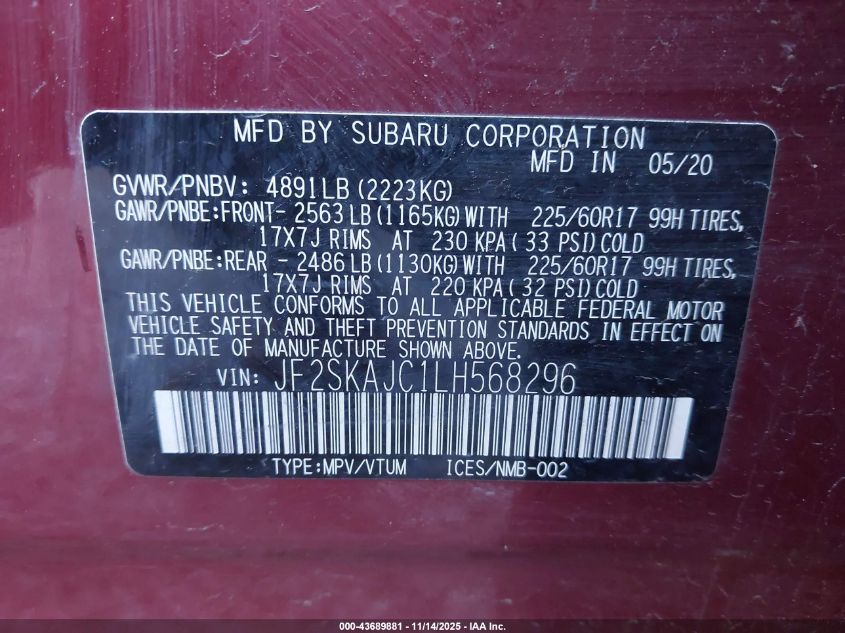 MFD BY SUBARU CORPORATION
MFD IN 05/20
GVWR/PNBV: 4891LB (2223KG)
GAWR/PNBE:FRONT- 2563LB (1165KG) WITH 225/60R17 99H TIRES,
17X7J RIMS AT 230 KPA ( 33 PSI) COLD
GAWR/PNBE:REAR - 2486LB (1130KG) WITH 225/60R17 99H TIRES,
17X7J RIMS AT 220 KPA ( 32 PSI) COLD
THIS VEHICLE CONFORMS TO ALL APPLICABLE FEDERAL MOTOR
VEHICLE SAFETY AND THEFT PREVENTION STANDARDS IN EFFECT ON
THE DATE OF MANUFACTURE SHOWN ABOVE.
VIN: JF2SKAJC1LH568296
TYPE:MPV/VTUM ICES/NMB-002
000-43689881 - 11/14/2025 - IAA Inc.